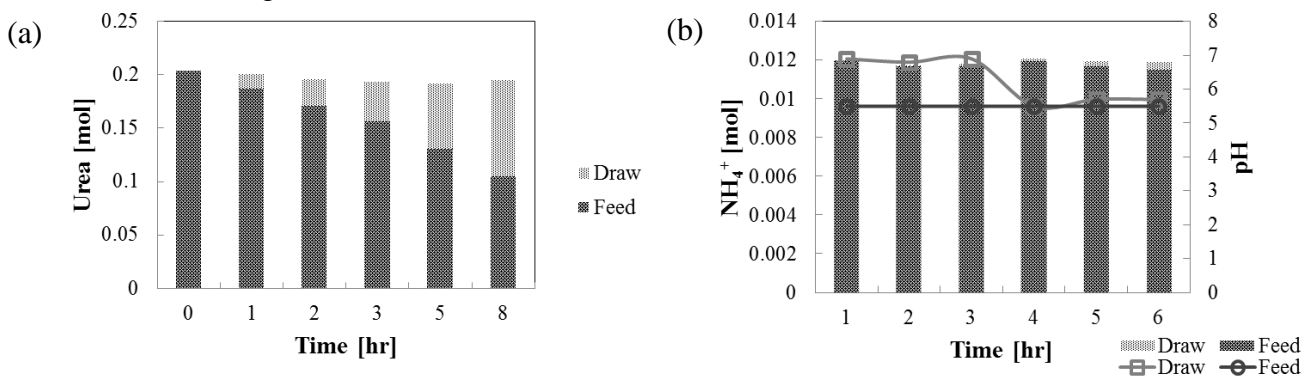 (a)
0.25
0.2
0.15
0.1
0.05
0
Urea [mol]
0 1 2 3 5 8
Time [hr]
Draw
Feed
(b)
0.014
0.012
0.01
0.008
0.006
0.004
0.002
0
NH₄⁺ [mol]
8
7
6
5
4
3
2
1
0
pH
1 2 3 4 5 6
Time [hr]
Draw Feed
Draw Feed